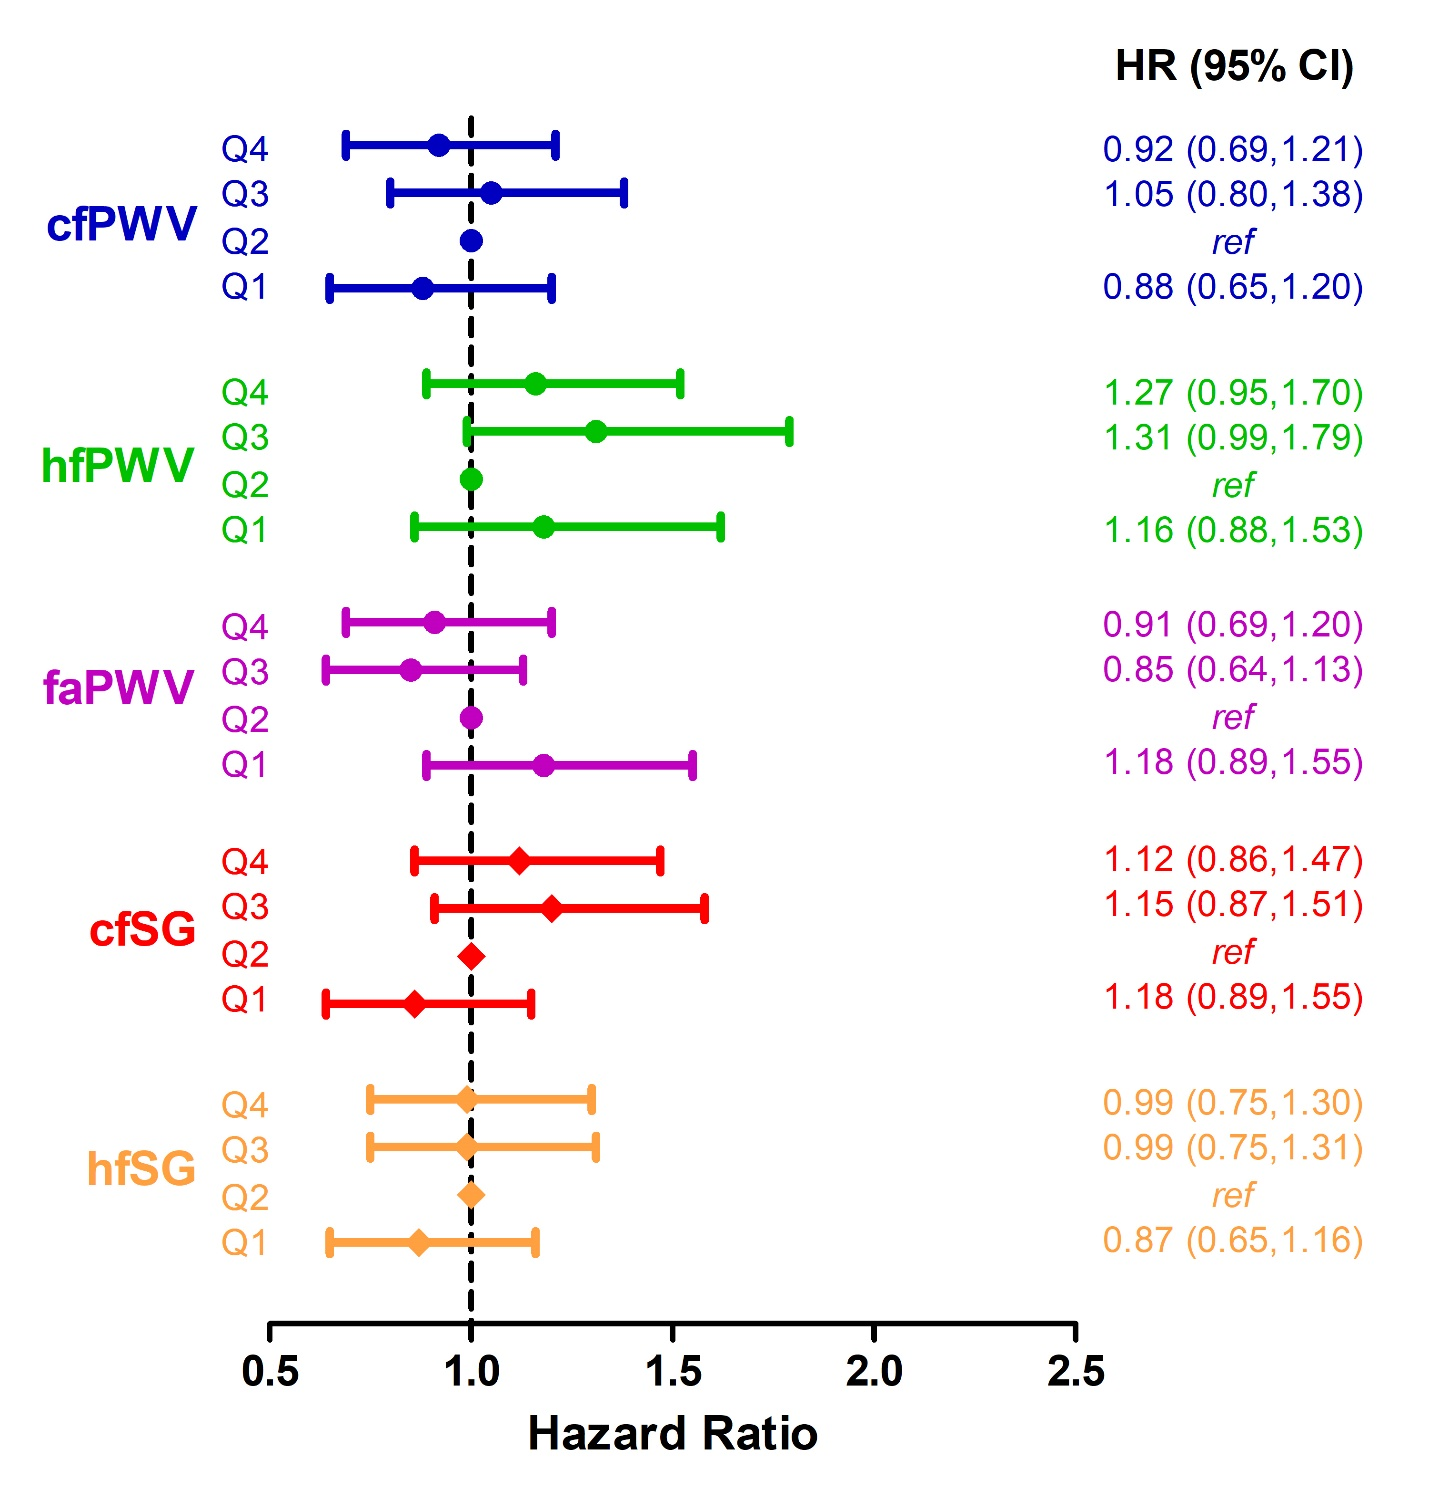 HR (95% CI)
Q4 0.92 (0.69,1.21)
Q3 1.05 (0.80,1.38)
cfPWV
Q2 ref
Q1 0.88 (0.65,1.20)
Q4 1.27 (0.95,1.70)
Q3 1.31 (0.99,1.79)
hfPWV
Q2 ref
Q1 1.16 (0.88,1.53)
Q4 0.91 (0.69,1.20)
Q3 0.85 (0.64,1.13)
faPWV
Q2 ref
Q1 1.18 (0.89,1.55)
Q4 1.12 (0.86,1.47)
Q3 1.15 (0.87,1.51)
cfSG
Q2 ref
Q1 1.18 (0.89,1.55)
Q4 0.99 (0.75,1.30)
Q3 0.99 (0.75,1.31)
hfSG
Q2 ref
Q1 0.87 (0.65,1.16)
0.5 1.0 1.5 2.0 2.5
Hazard Ratio